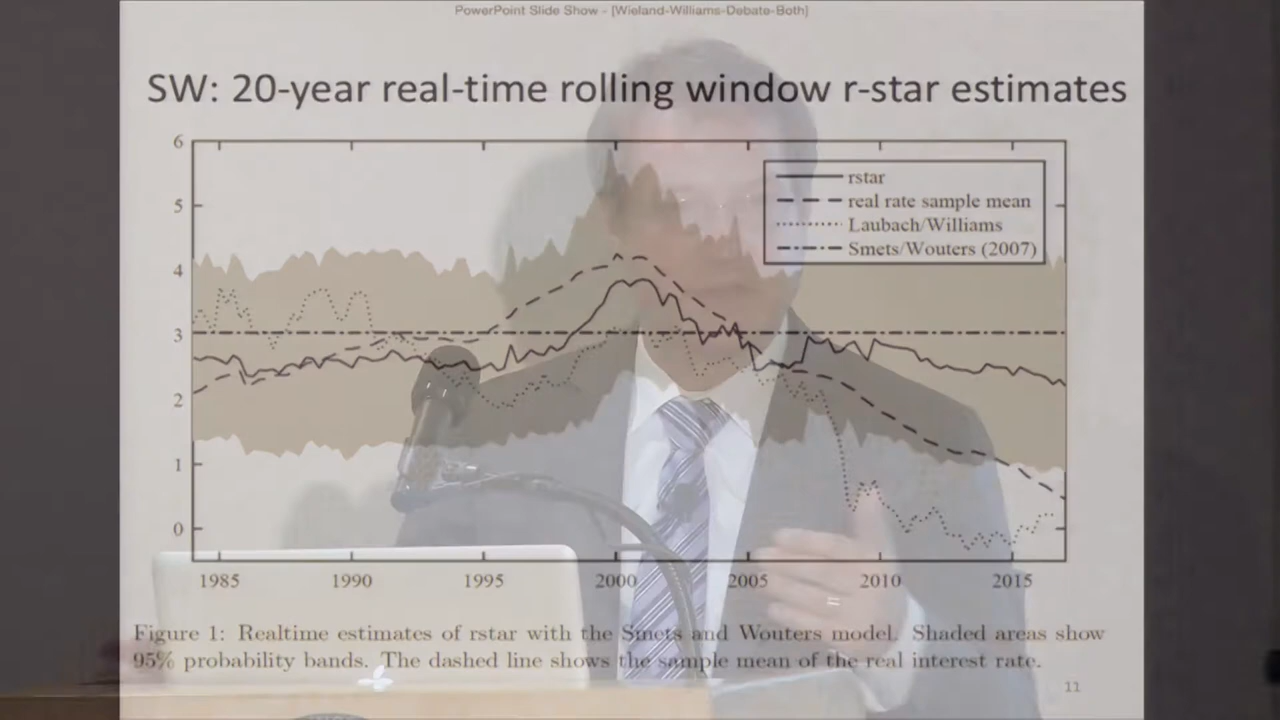 PowerPoint Slide Show - [Wieland-Williams-Debate-Both]
SW: 20-year real-time rolling window r-star estimates
6
5
4
3
2
1
0
rstar
real rate sample mean
Laubach/Williams
Smets/Wouters (2007)
1985 1990 1995 2000 2005 2010 2015
Figure 1: Realtime estimates of rstar with the Smets and Wouters model. Shaded areas show
95% probability bands. The dashed line shows the sample mean of the real interest rate.
11